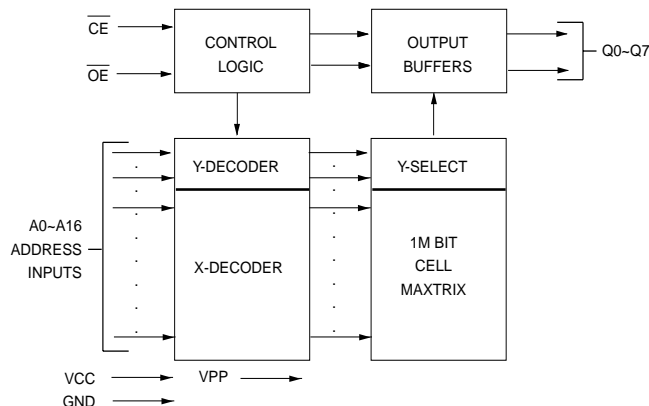 CE
OE
CONTROL
LOGIC
OUTPUT
BUFFERS
Q0~Q7
A0~A16
ADDRESS
INPUTS
Y-DECODER
Y-SELECT
X-DECODER
1M BIT
CELL
MAXTRIX
VCC
VPP
GND